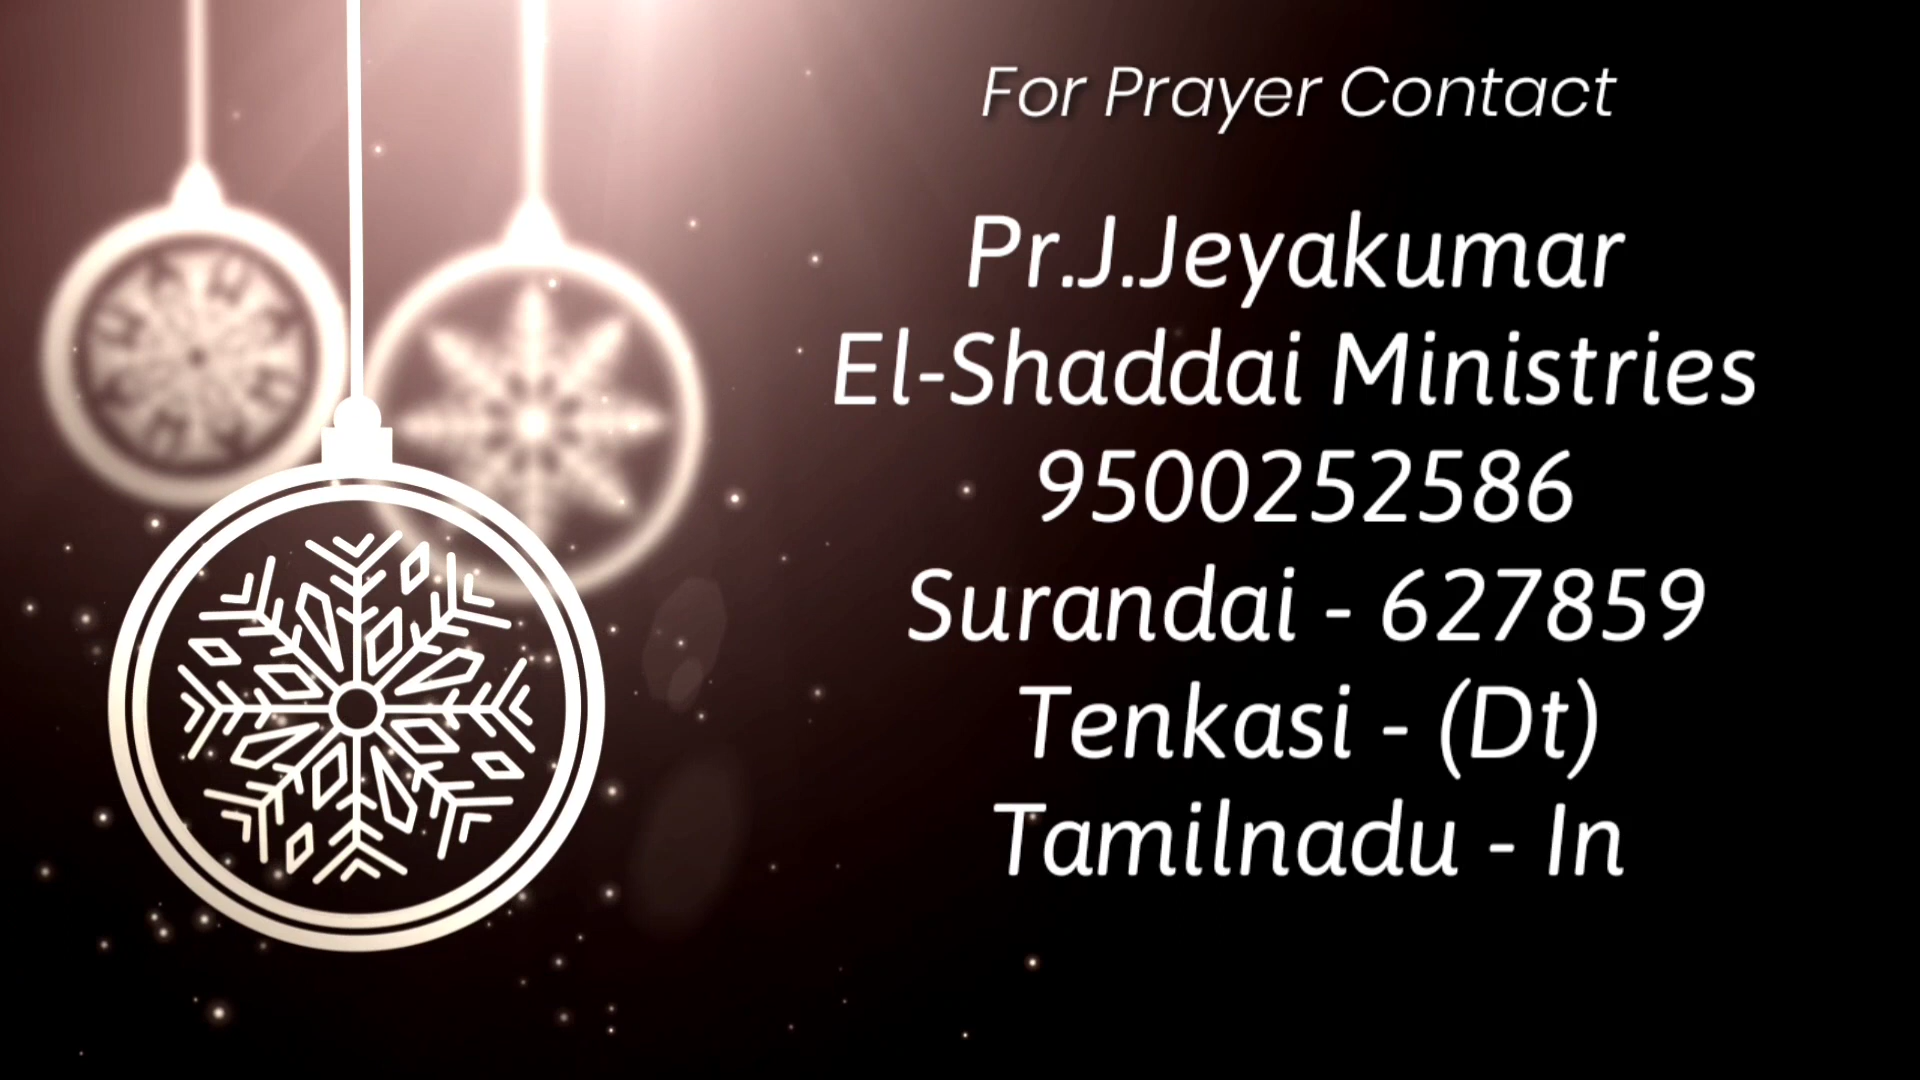 For Prayer Contact
Pr.J.Jeyakumar
El-Shaddai Ministries
9500252586
Surandai - 627859
Tenkasi - (Dt)
Tamilnadu - In